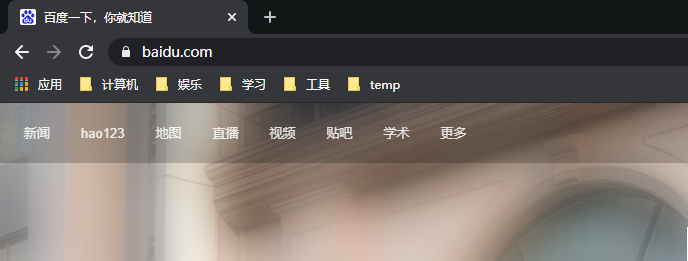 百度一下，你就知道
baidu.com
应用 计算机 娱乐 学习 工具 temp
新闻 hao123 地图 直播 视频 贴吧 学术 更多